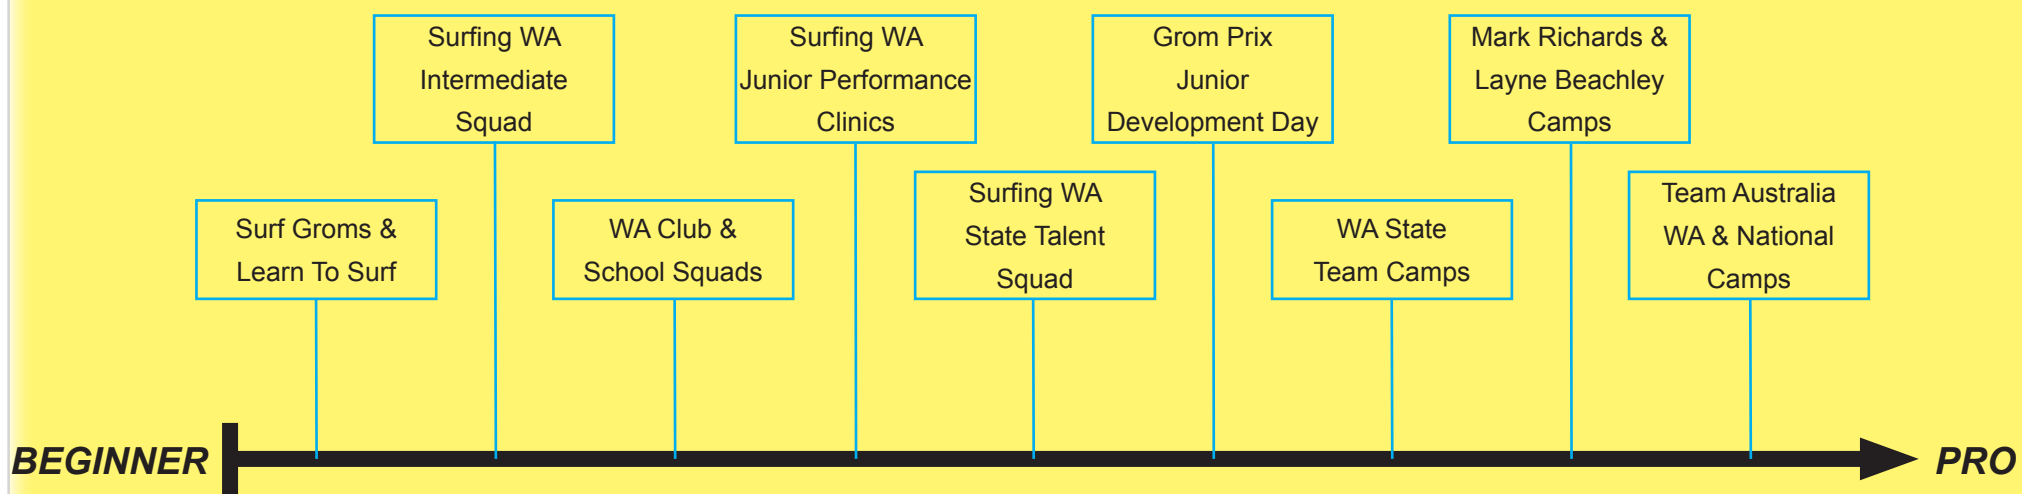 Surf Groms &
Learn To Surf
Surfing WA
Intermediate
Squad
WA Club &
School Squads
Surfing WA
Junior Performance
Clinics
Surfing WA
State Talent
Squad
Grom Prix
Junior
Development Day
WA State
Team Camps
Mark Richards &
Layne Beachley
Camps
Team Australia
WA & National
Camps
BEGINNER
PRO